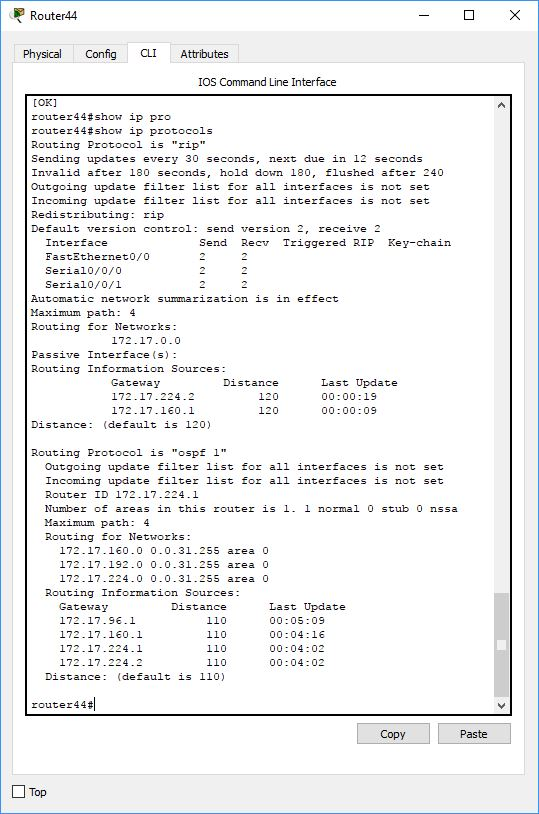 Router44
Physical Config CLI Attributes
IOS Command Line Interface
[OK]
router44#show ip pro
router44#show ip protocols
Routing Protocol is "rip"
Sending updates every 30 seconds, next due in 12 seconds
Invalid after 180 seconds, hold down 180, flushed after 240
Outgoing update filter list for all interfaces is not set
Incoming update filter list for all interfaces is not set
Redistributing: rip
Default version control: send version 2, receive 2
Interface Send Recv Triggered RIP Key-chain
FastEthernet0/0 2 2
Serial0/0/0 2 2
Serial0/0/1 2 2
Automatic network summarization is in effect
Maximum path: 4
Routing for Networks:
172.17.0.0
Passive Interface(s):
Routing Information Sources:
Gateway Distance Last Update
172.17.224.2 120 00:00:19
172.17.160.1 120 00:00:09
Distance: (default is 120)
Routing Protocol is "ospf 1"
Outgoing update filter list for all interfaces is not set
Incoming update filter list for all interfaces is not set
Router ID 172.17.224.1
Number of areas in this router is 1. 1 normal 0 stub 0 nssa
Maximum path: 4
Routing for Networks:
172.17.160.0 0.0.31.255 area 0
172.17.192.0 0.0.31.255 area 0
172.17.224.0 0.0.31.255 area 0
Routing Information Sources:
Gateway Distance Last Update
172.17.96.1 110 00:05:09
172.17.160.1 110 00:04:16
172.17.224.1 110 00:04:02
172.17.224.2 110 00:04:02
Distance: (default is 110)
router44#
Copy Paste
Top